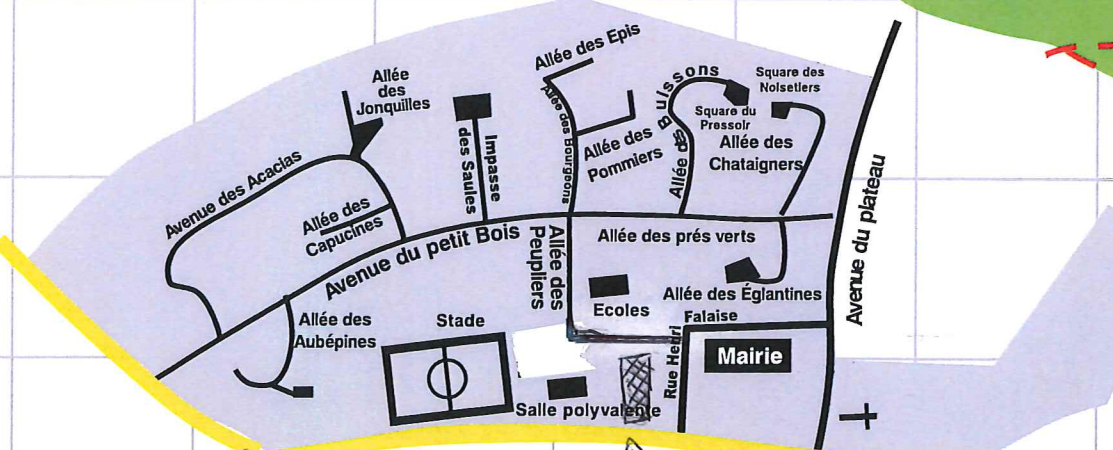 Allée des Epis
Allée
des
Jonquilles
Allée des Bourgeons
Allée des
Pommiers
Allée des Buissons
Square des
Noisetiers
Square du
Pressoir
Allée des
Chataigners
Avenue des Acacias
Impasse
des Saules
Allée des
Capucines
Avenue du petit Bois
Allée des
Peupliers
Allée des prés verts
Avenue du plateau
Allée des Églantines
Ecoles
Allée des
Aubépines
Stade
Rue Henri
Falaise
Mairie
Salle polyvalente